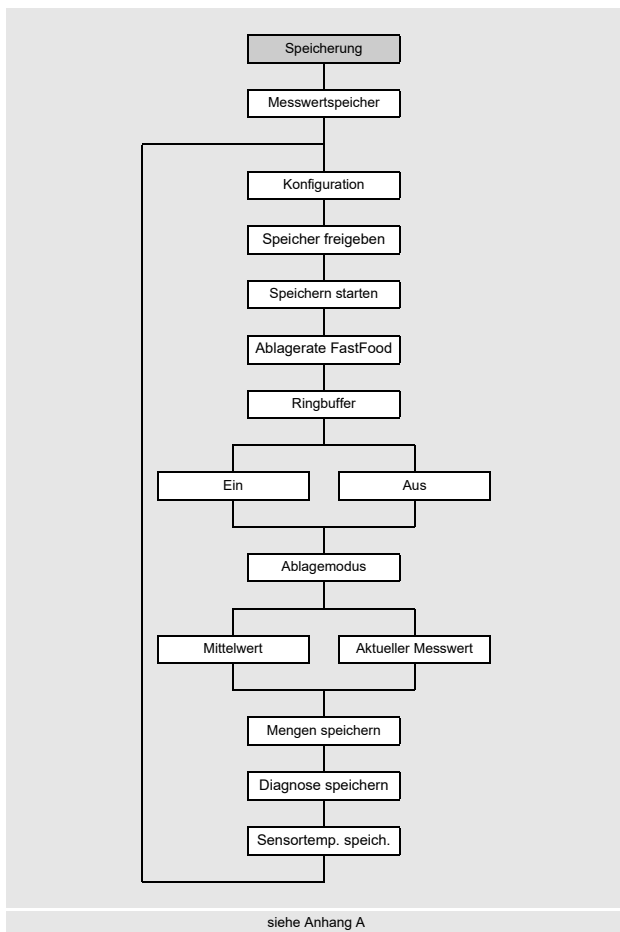 Speicherung
Messwertspeicher
Konfiguration
Speicher freigeben
Speichern starten
Ablagerate FastFood
Ringbuffer
Ein
Aus
Ablagemodus
Mittelwert
Aktueller Messwert
Mengen speichern
Diagnose speichern
Sensortemp. speich.
siehe Anhang A